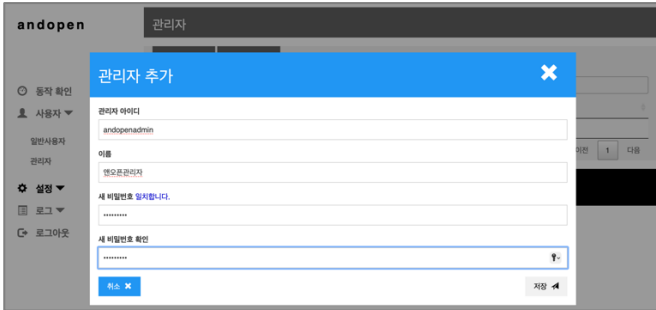 andopen
관리자
동작 확인
사용자
일반사용자
관리자
설정
로그
로그아웃
관리자 추가
관리자 아이디
andopenadmin
이름
앤오픈관리자
새 비밀번호 일치합니다.
•••••••••
새 비밀번호 확인
•••••••••
취소
저장
이전 1 다음